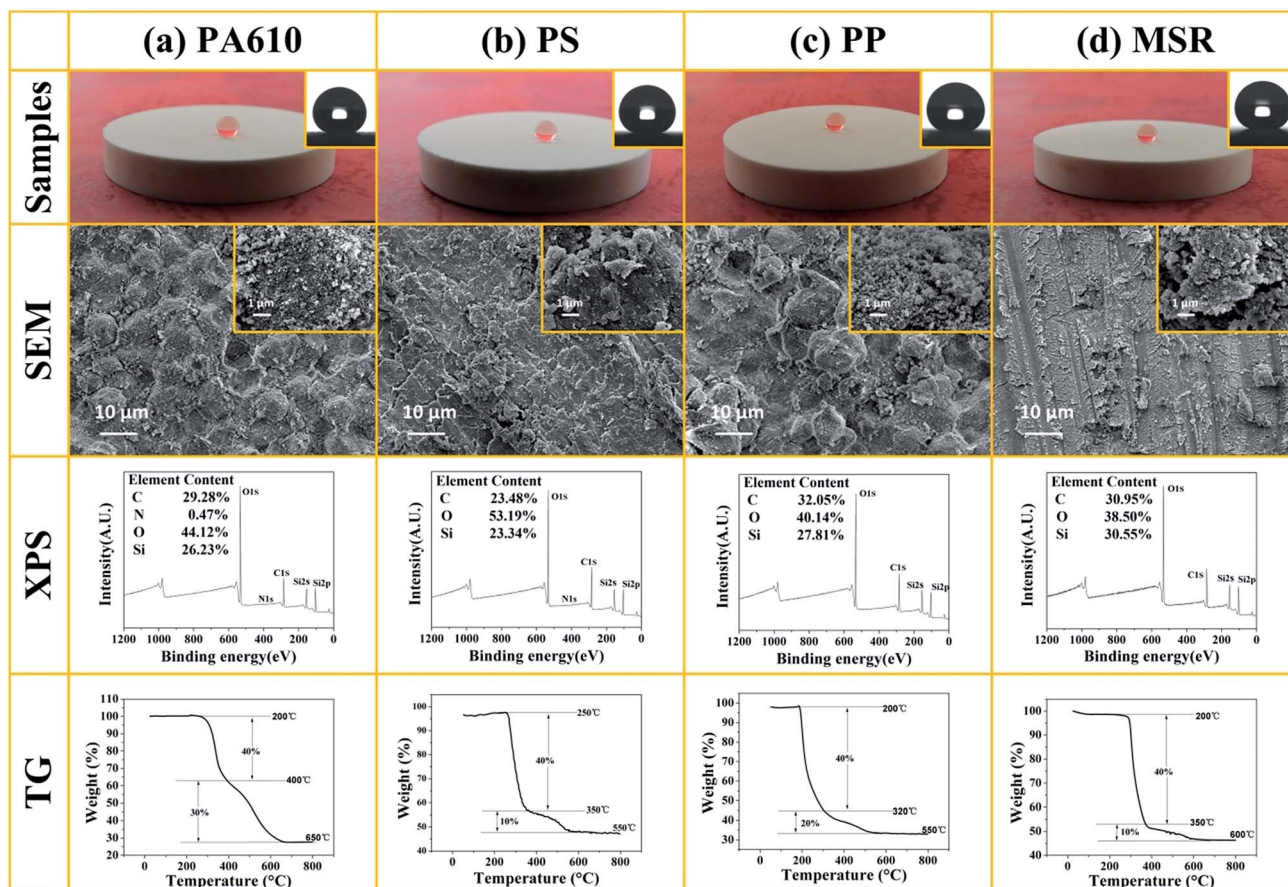 (a) PA610
(b) PS
(c) PP
(d) MSR
Samples
SEM
1 μm
10 μm
1 μm
10 μm
1 μm
10 μm
1 μm
10 μm
XPS
Element Content
C 29.28%
N 0.47%
O 44.12%
Si 26.23%
O1s
C1s
Si2s
Si2p
N1s
Intensity(A.U.)
1200 1000 800 600 400 200 0
Binding energy(eV)
Element Content
C 23.48%
O 53.19%
Si 23.34%
O1s
C1s
Si2s
Si2p
N1s
Intensity(A.U.)
1200 1000 800 600 400 200 0
Binding energy(eV)
Element Content
C 32.05%
O 40.14%
Si 27.81%
O1s
C1s
Si2s
Si2p
Intensity(A.U.)
1200 1000 800 600 400 200 0
Binding energy(eV)
Element Content
C 30.95%
O 38.50%
Si 30.55%
O1s
C1s
Si2s
Si2p
Intensity(A.U.)
1200 1000 800 600 400 200 0
Binding energy(eV)
TG
Weight (%)
110
100
90
80
70
60
50
40
30
20
200℃
40%
400℃
30%
650℃
0 200 400 600 800
Temperature (°C)
Weight (%)
100
90
80
70
60
50
40
250℃
40%
350℃
10%
550℃
0 200 400 600 800
Temperature (°C)
Weight (%)
100
90
80
70
60
50
40
30
200℃
40%
320℃
20%
550℃
0 200 400 600 800
Temperature (°C)
Weight (%)
100
90
80
70
60
50
40
200℃
40%
350℃
10%
600℃
0 200 400 600 800
Temperature (°C)